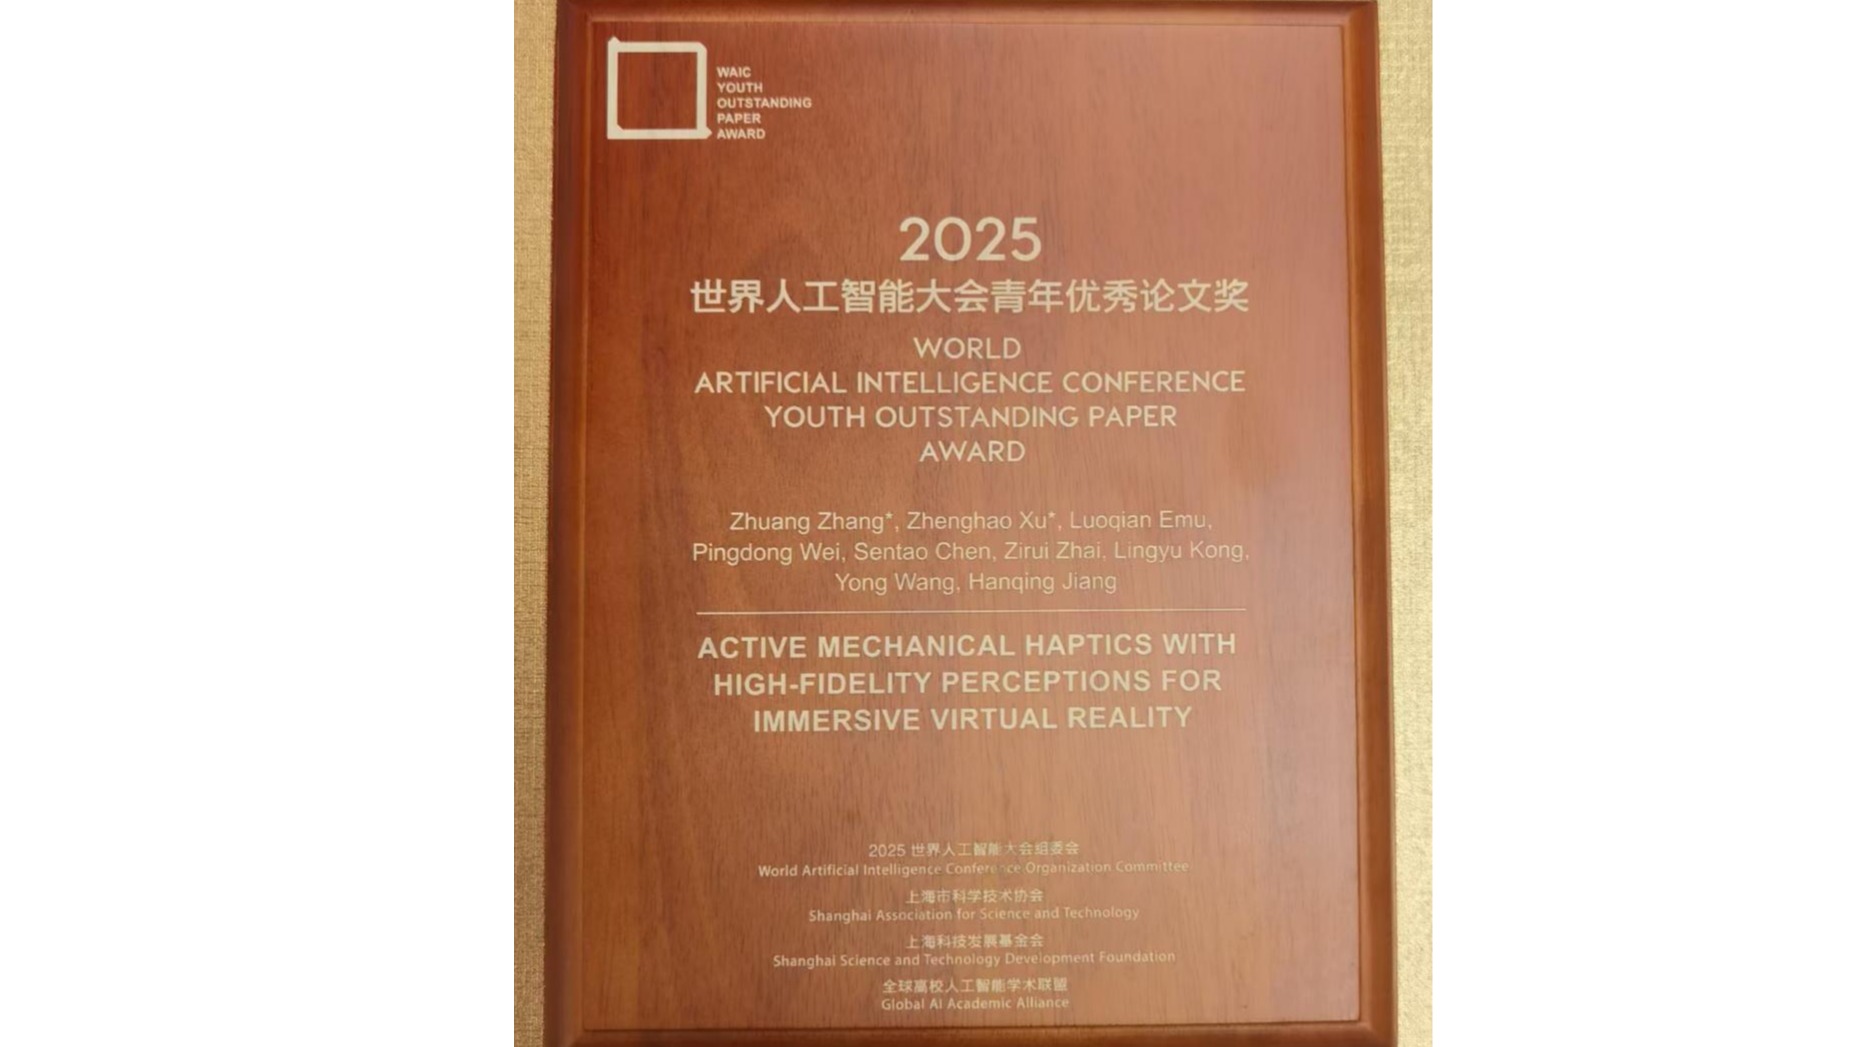 WAIC
YOUTH
OUTSTANDING
PAPER
AWARD
2025
世界人工智能大会青年优秀论文奖
WORLD
ARTIFICIAL INTELLIGENCE CONFERENCE
YOUTH OUTSTANDING PAPER
AWARD
Zhuang Zhang*, Zhenghao Xu*, Luoqian Emu,
Pingdong Wei, Sentao Chen, Zirui Zhai, Lingyu Kong,
Yong Wang, Hanqing Jiang
ACTIVE MECHANICAL HAPTICS WITH
HIGH-FIDELITY PERCEPTIONS FOR
IMMERSIVE VIRTUAL REALITY
2025 世界人工智能大会组委会
World Artificial Intelligence Conference Organization Committee
上海市科学技术协会
Shanghai Association for Science and Technology
上海科技发展基金会
Shanghai Science and Technology Development Foundation
全球高校人工智能学术联盟
Global AI Academic Alliance